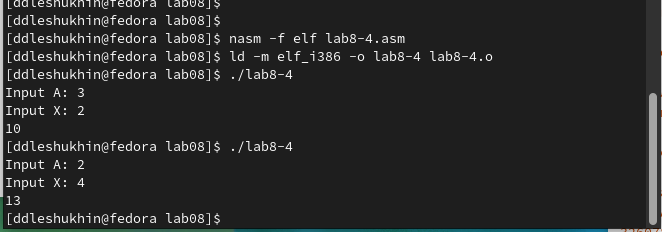 [ddleshukhin@fedora lab08]$
[ddleshukhin@fedora lab08]$
[ddleshukhin@fedora lab08]$ nasm -f elf lab8-4.asm
[ddleshukhin@fedora lab08]$ ld -m elf_i386 -o lab8-4 lab8-4.o
[ddleshukhin@fedora lab08]$ ./lab8-4
Input A: 3
Input X: 2
10
[ddleshukhin@fedora lab08]$ ./lab8-4
Input A: 2
Input X: 4
13
[ddleshukhin@fedora lab08]$